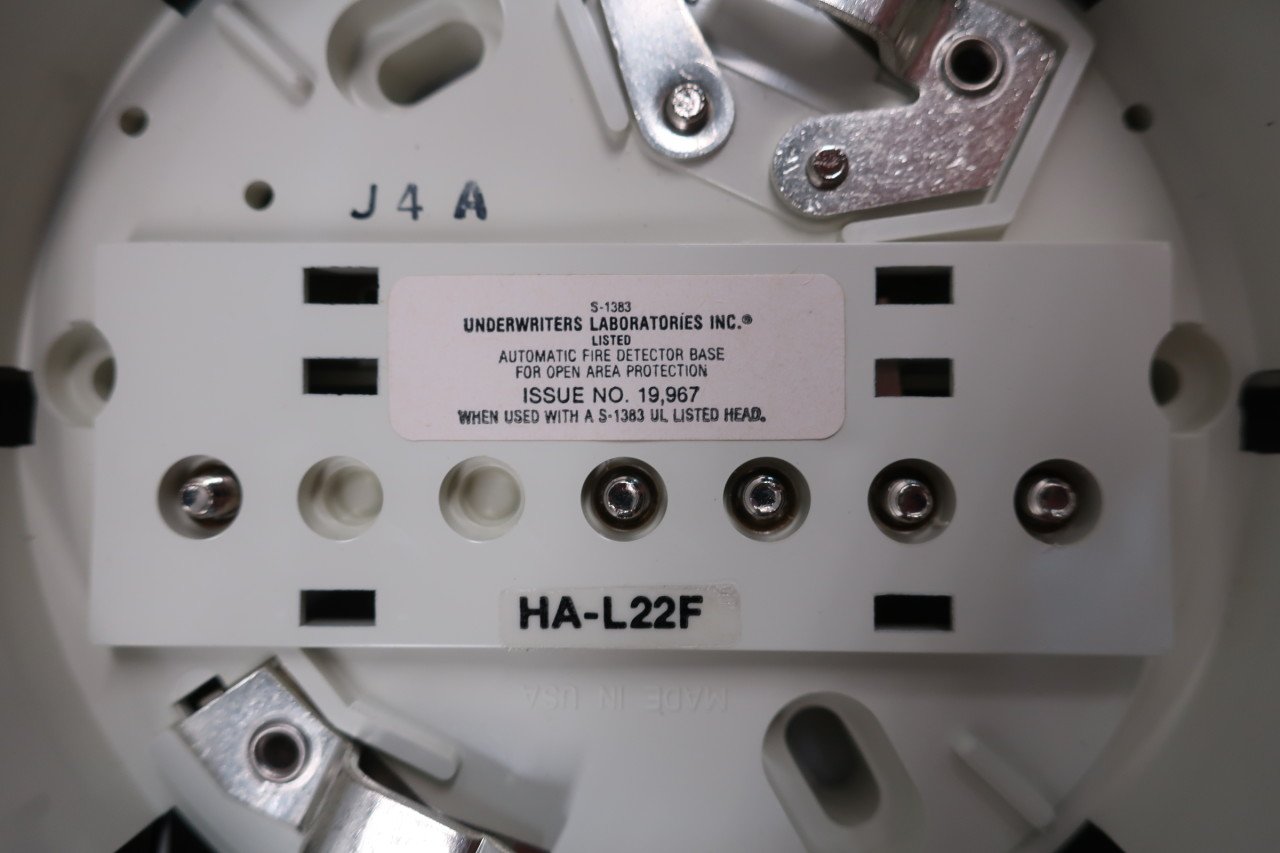 J4A
S-1383
UNDERWRITERS LABORATORIES INC.®
LISTED
AUTOMATIC FIRE DETECTOR BASE
FOR OPEN AREA PROTECTION
ISSUE NO. 19,967
WHEN USED WITH A S-1383 UL LISTED HEAD.
HA-L22F
MADE IN USA